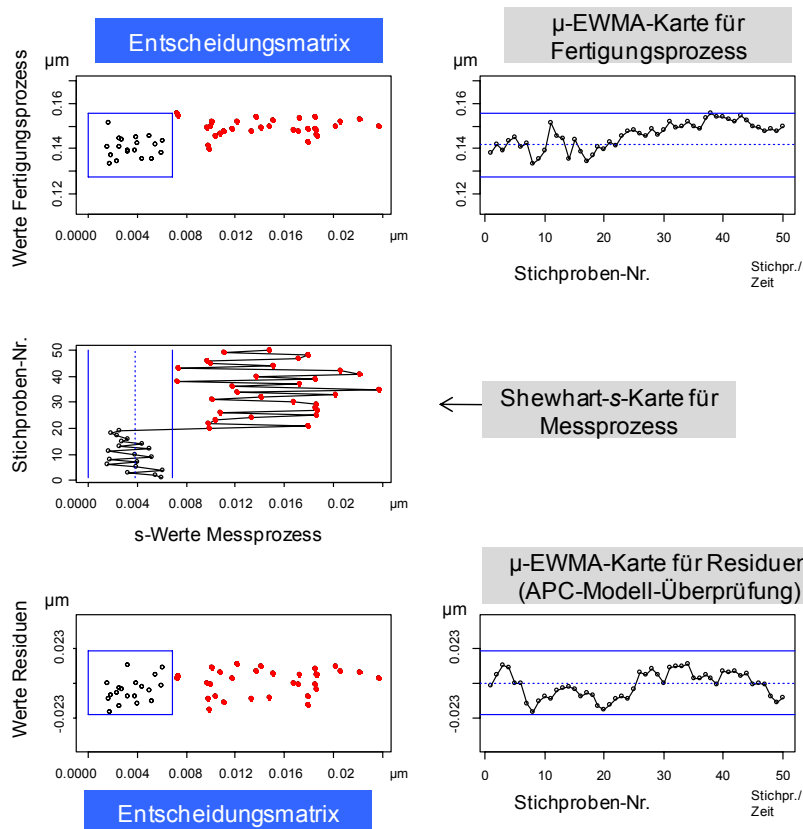 Entscheidungsmatrix
µ-EWMA-Karte für
Fertigungsprozess
µm
Werte Fertigungsprozess
0.16
0.14
0.12
0.0000 0.004 0.008 0.012 0.016 0.02 µm
µm
0.16
0.14
0.12
0 10 20 30 40 50
Stichproben-Nr.
Stichpr./
Zeit
Stichproben-Nr.
50
40
30
20
10
0
0.0000 0.004 0.008 0.012 0.016 0.02 µm
s-Werte Messprozess
Shewhart-s-Karte für
Messprozess
µm
Werte Residuen
0.023
-0.023
0.0000 0.004 0.008 0.012 0.016 0.02 µm
Entscheidungsmatrix
µ-EWMA-Karte für Residuen
(APC-Modell-Überprüfung)
µm
0.023
-0.023
0 10 20 30 40 50
Stichproben-Nr.
Stichpr./
Zeit